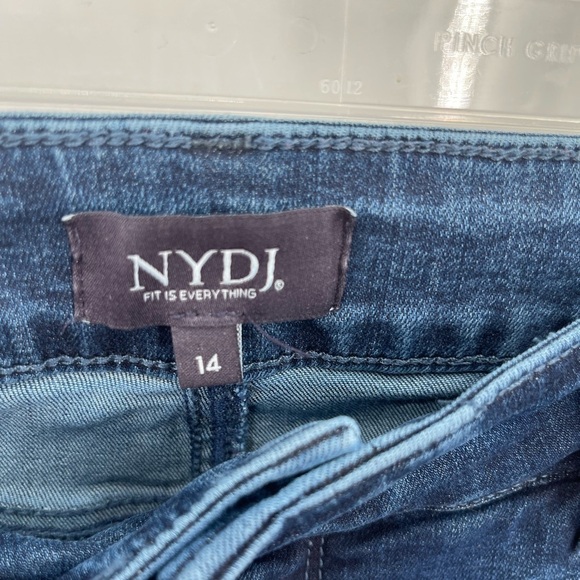 PINCH GRIP
6012
NYDJ®
FIT IS EVERYTHING
14